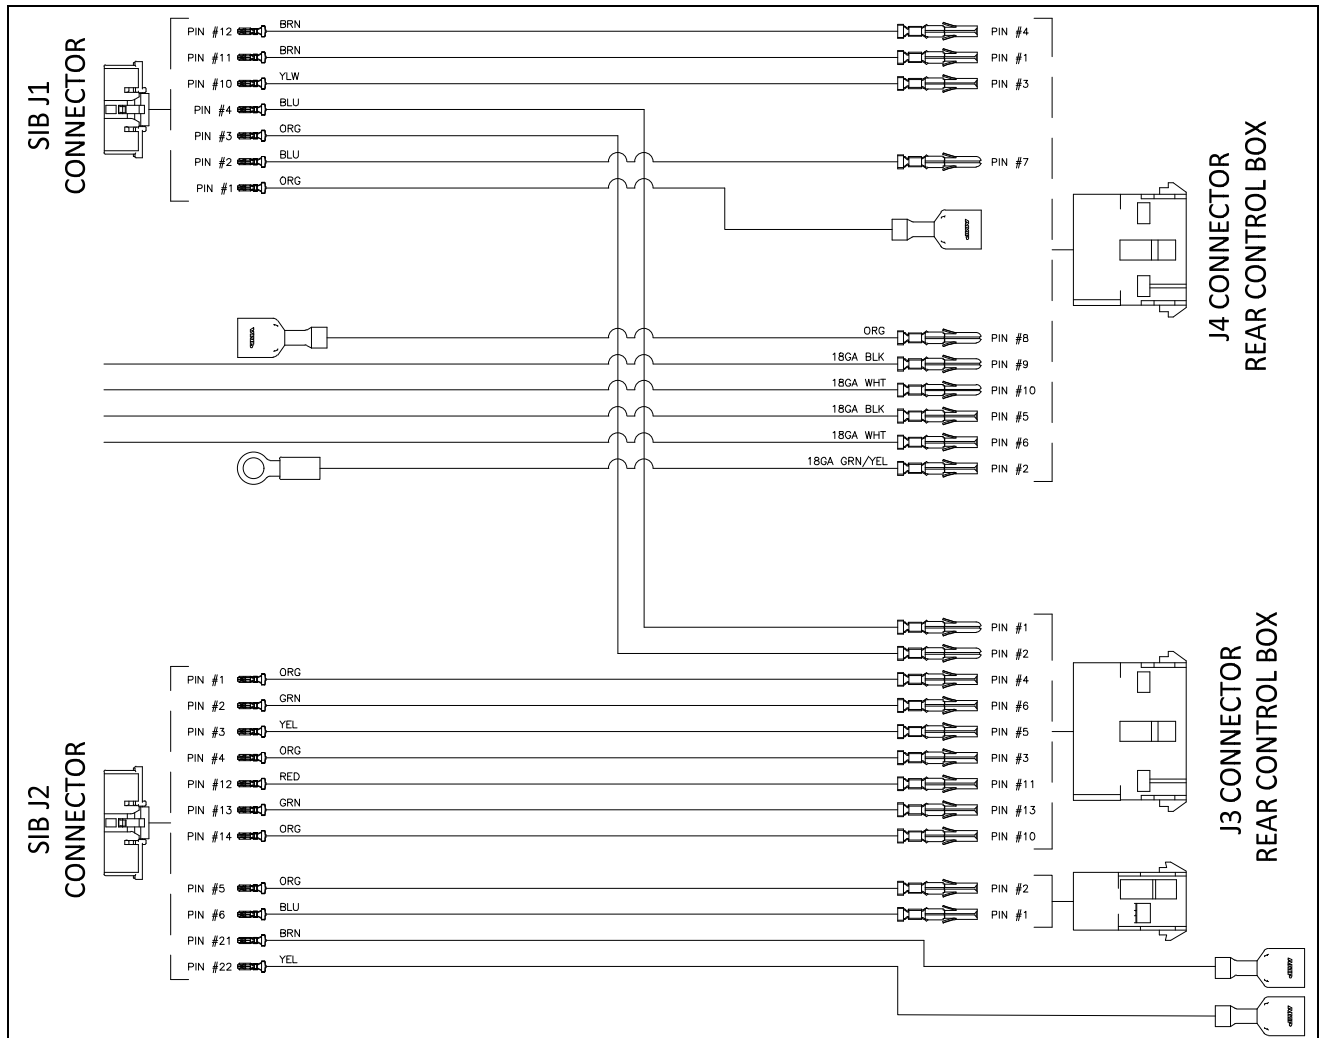 SIB J1
CONNECTOR
PIN #12 BRN PIN #4
PIN #11 BRN PIN #1
PIN #10 YLW PIN #3
PIN #4 BLU
PIN #3 ORG
PIN #2 BLU PIN #7
PIN #1 ORG
J4 CONNECTOR
REAR CONTROL BOX
ORG PIN #8
18GA BLK PIN #9
18GA WHT PIN #10
18GA BLK PIN #5
18GA WHT PIN #6
18GA GRN/YEL PIN #2
PIN #1
PIN #2
SIB J2
CONNECTOR
PIN #1 ORG PIN #4
PIN #2 GRN PIN #6
PIN #3 YEL PIN #5
PIN #4 ORG PIN #3
PIN #12 RED PIN #11
PIN #13 GRN PIN #13
PIN #14 ORG PIN #10
J3 CONNECTOR
REAR CONTROL BOX
PIN #5 ORG PIN #2
PIN #6 BLU PIN #1
PIN #21 BRN
PIN #22 YEL